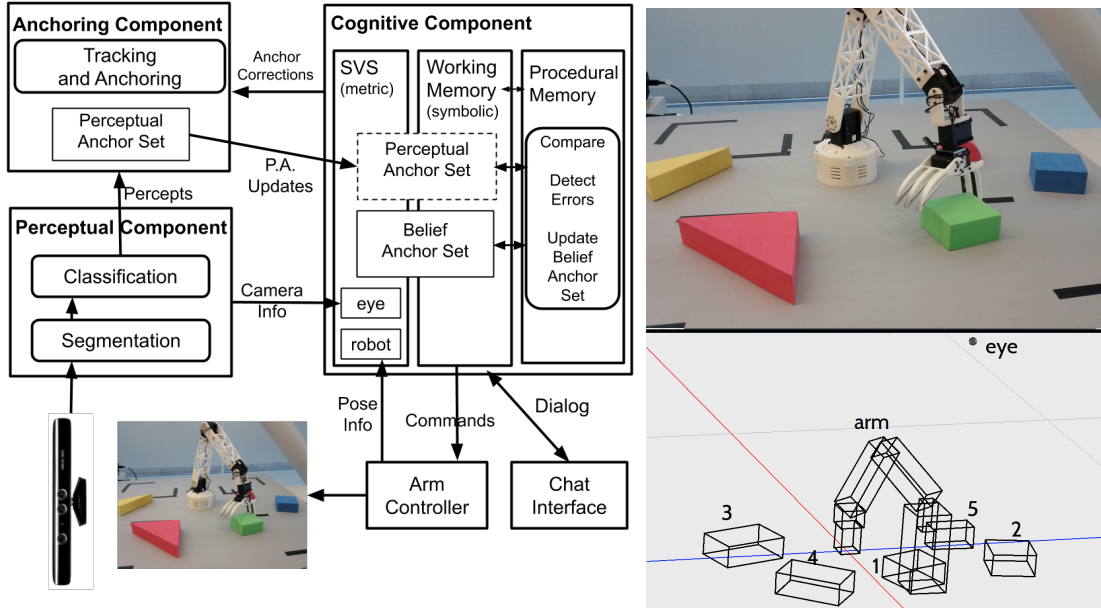 Anchoring Component
Tracking
and Anchoring
Perceptual
Anchor Set
Anchor
Corrections
P.A.
Updates
Percepts
Perceptual Component
Classification
Segmentation
Camera
Info
Cognitive Component
SVS
(metric)
Working
Memory
(symbolic)
Procedural
Memory
Perceptual
Anchor Set
Belief
Anchor Set
Compare
Detect
Errors
Update
Belief
Anchor
Set
eye
robot
Pose
Info
Commands
Dialog
Arm
Controller
Chat
Interface
eye
arm
3
5
2
4
1